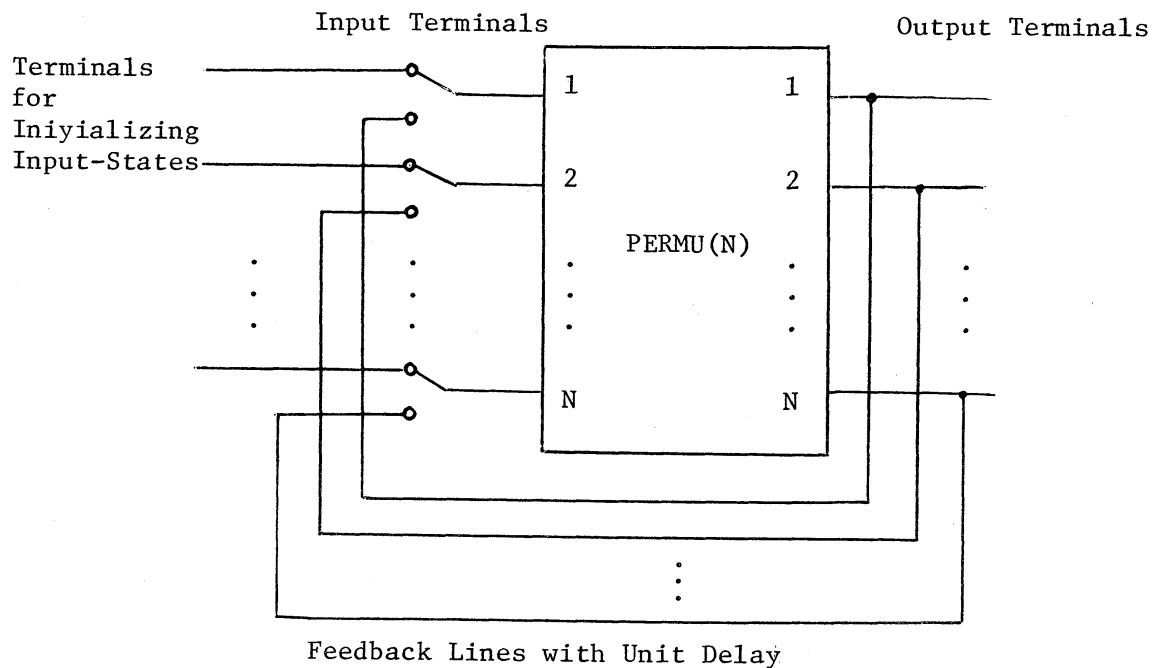 Input Terminals
Output Terminals
Terminals
for
Iniyializing
Input-States
1
1
2
2
PERMU(N)
N
N
Feedback Lines with Unit Delay